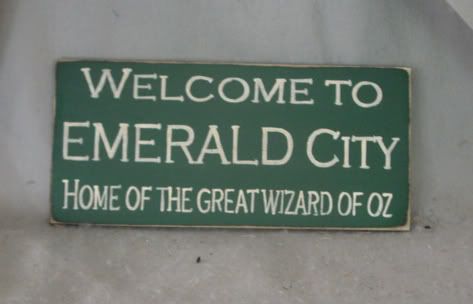 WELCOME TO
EMERALD CITY
HOME OF THE GREAT WIZARD OF OZ